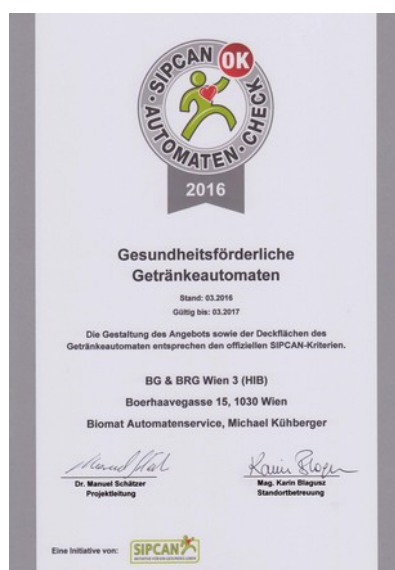 SIPCAN OK
AUTOMATEN-CHECK
2016
Gesundheitsförderliche
Getränkeautomaten
Stand: 03.2016
Gültig bis: 03.2017
Die Gestaltung des Angebots sowie der Deckflächen des
Getränkeautomaten entsprechen den offiziellen SIPCAN-Kriterien.
BG & BRG Wien 3 (HIB)
Boerhaavegasse 15, 1030 Wien
Biomat Automatenservice, Michael Kühberger
Dr. Manuel Schätzer
Projektleitung
Mag. Karin Blagusz
Standortbetreuung
Eine Initiative von:
SIPCAN